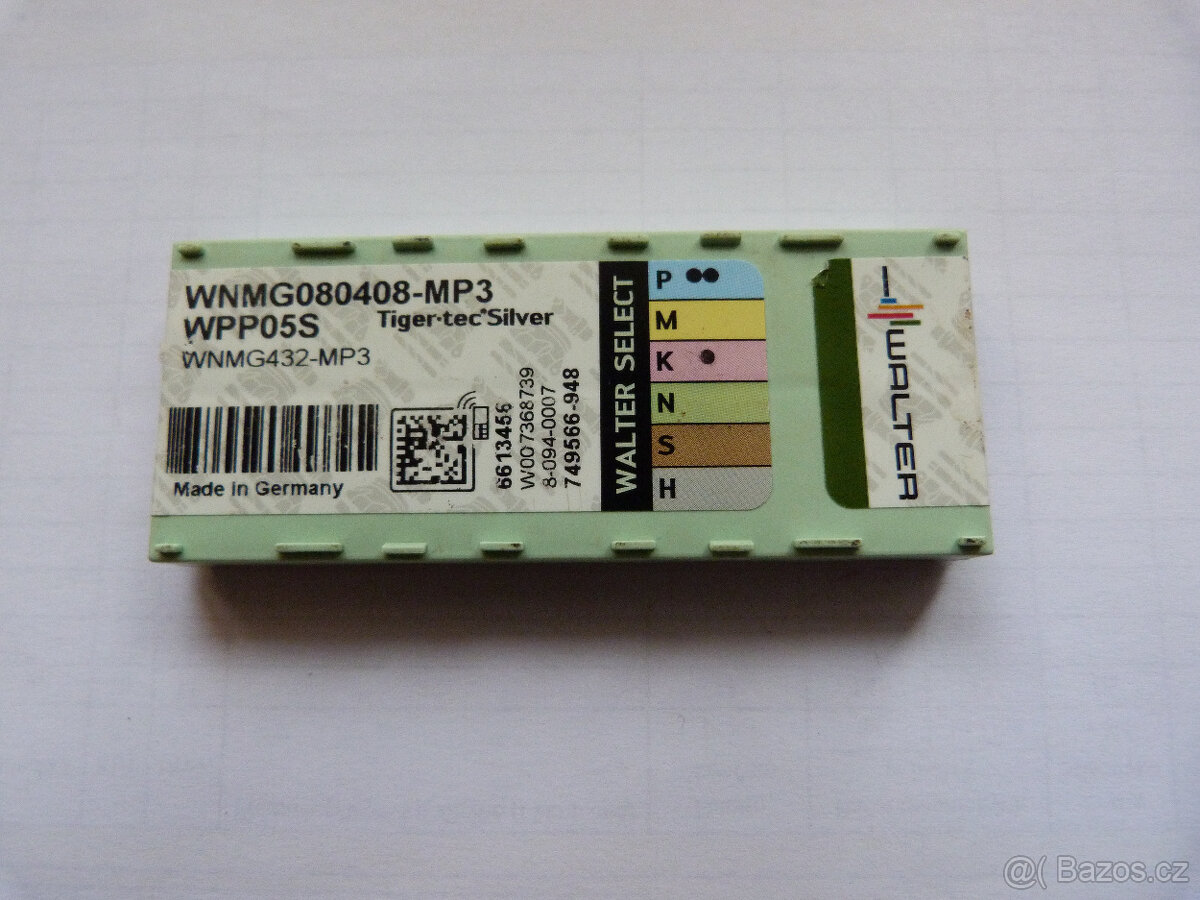 WNMG080408-MP3
WPP05S Tiger·tec®Silver
WNMG432-MP3
Made in Germany
6613456
W007368739
8-094-0007
749566-948
WALTER SELECT
P
M
K
N
S
H
WALTER
@( Bazos.cz